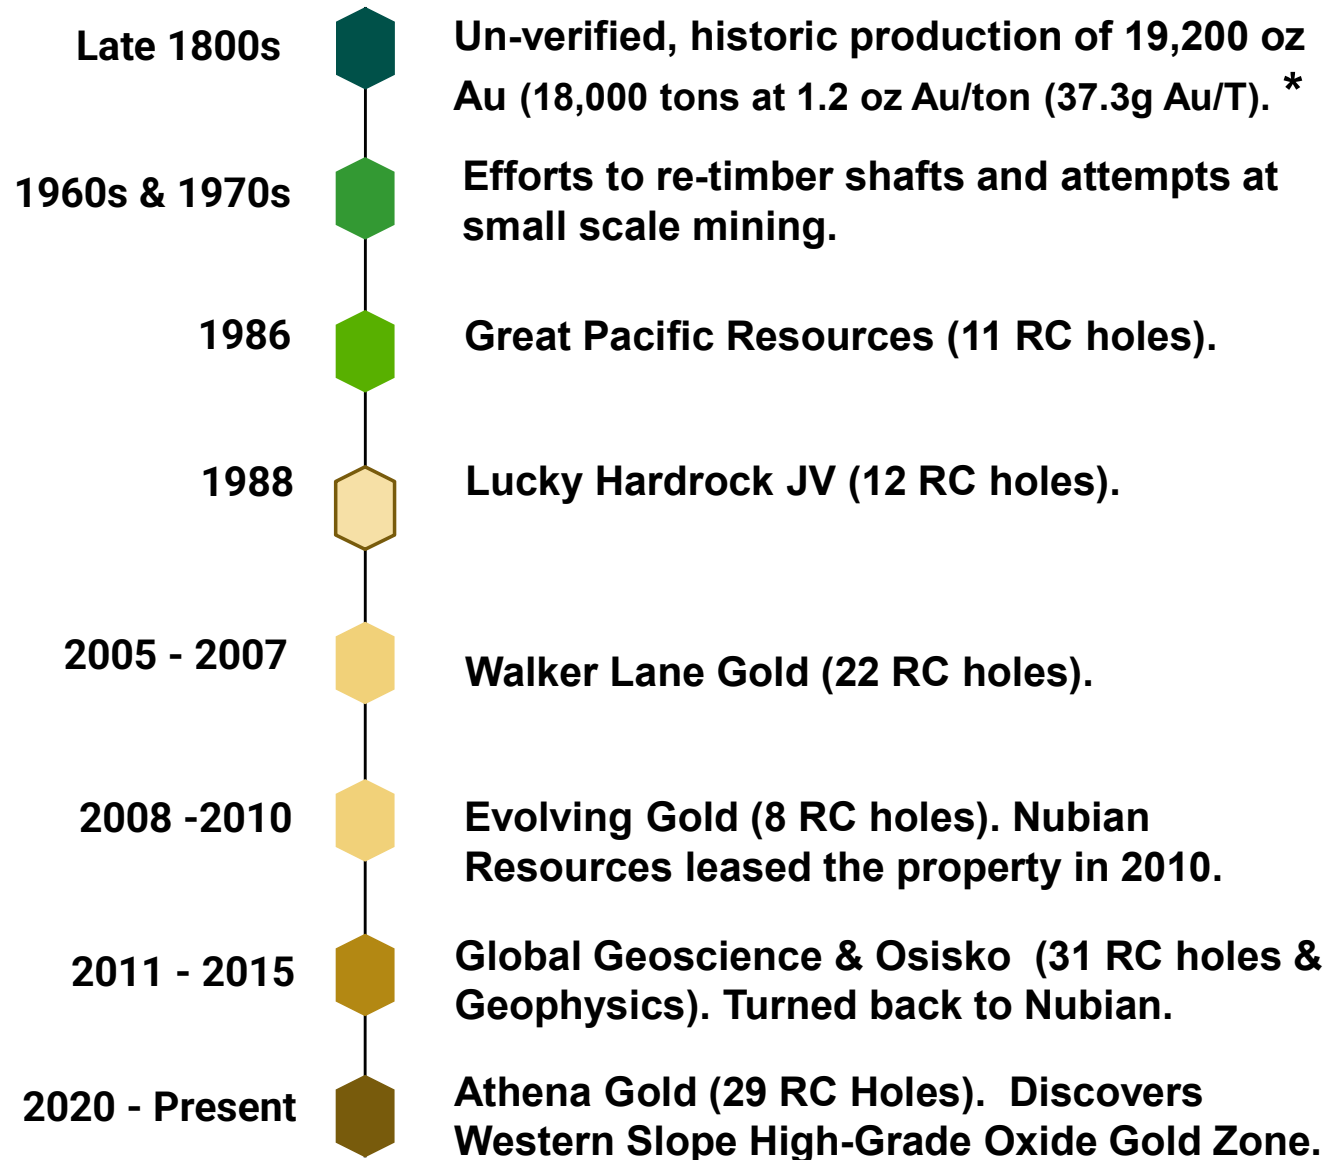 Late 1800s
Un-verified, historic production of 19,200 oz
Au (18,000 tons at 1.2 oz Au/ton (37.3g Au/T). *
1960s & 1970s
Efforts to re-timber shafts and attempts at
small scale mining.
1986
Great Pacific Resources (11 RC holes).
1988
Lucky Hardrock JV (12 RC holes).
2005 - 2007
Walker Lane Gold (22 RC holes).
2008 -2010
Evolving Gold (8 RC holes). Nubian
Resources leased the property in 2010.
2011 - 2015
Global Geoscience & Osisko (31 RC holes &
Geophysics). Turned back to Nubian.
2020 - Present
Athena Gold (29 RC Holes). Discovers
Western Slope High-Grade Oxide Gold Zone.